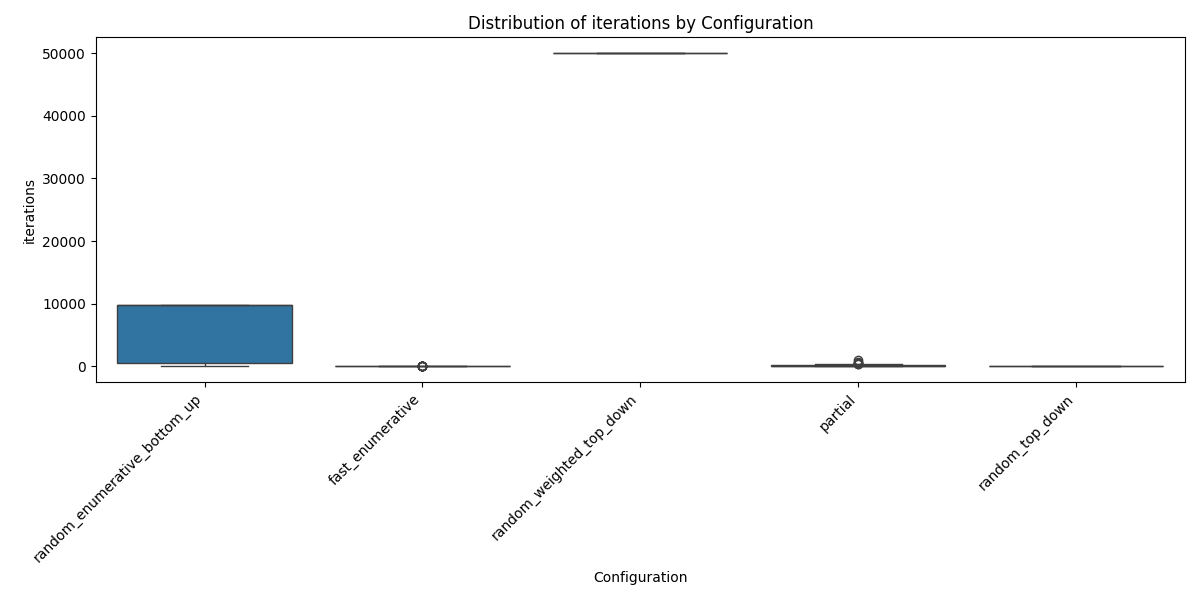 Distribution of iterations by Configuration
iterations
50000
40000
30000
20000
10000
0
random_enumerative_bottom_up
fast_enumerative
random_weighted_top_down
partial
random_top_down
Configuration